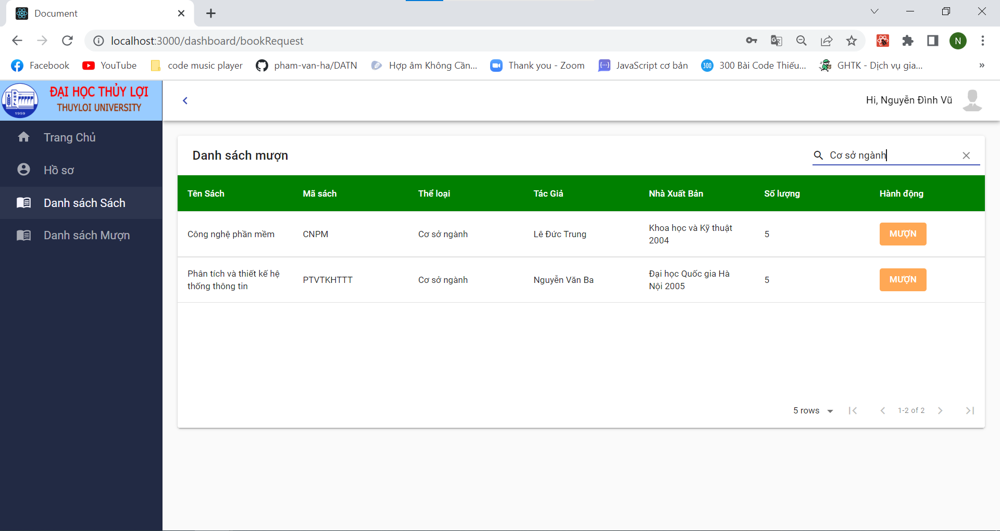 Document
localhost:3000/dashboard/bookRequest
N
Facebook
YouTube
code music player
pham-van-ha/DATN
Hợp âm Không Cần...
Thank you - Zoom
JavaScript cơ bản
300
300 Bài Code Thiếu...
GHTK - Dịch vụ gia...
»
ĐẠI HỌC THỦY LỢI
THUYLOI UNIVERSITY
1959
Hi, Nguyễn Đình Vũ
Trang Chủ
Hồ sơ
Danh sách Sách
Danh sách Mượn
Danh sách mượn
Cơ sở ngành
Tên Sách Mã sách Thể loại Tác Giả Nhà Xuất Bản Số lượng Hành động
Công nghệ phần mềm CNPM Cơ sở ngành Lê Đức Trung Khoa học và Kỹ thuật 5 MƯỢN
2004
Phân tích và thiết kế hệ PTVTKHTTT Cơ sở ngành Nguyễn Văn Ba Đại học Quốc gia Hà 5 MƯỢN
thống thông tin Nội 2005
5 rows 1-2 of 2